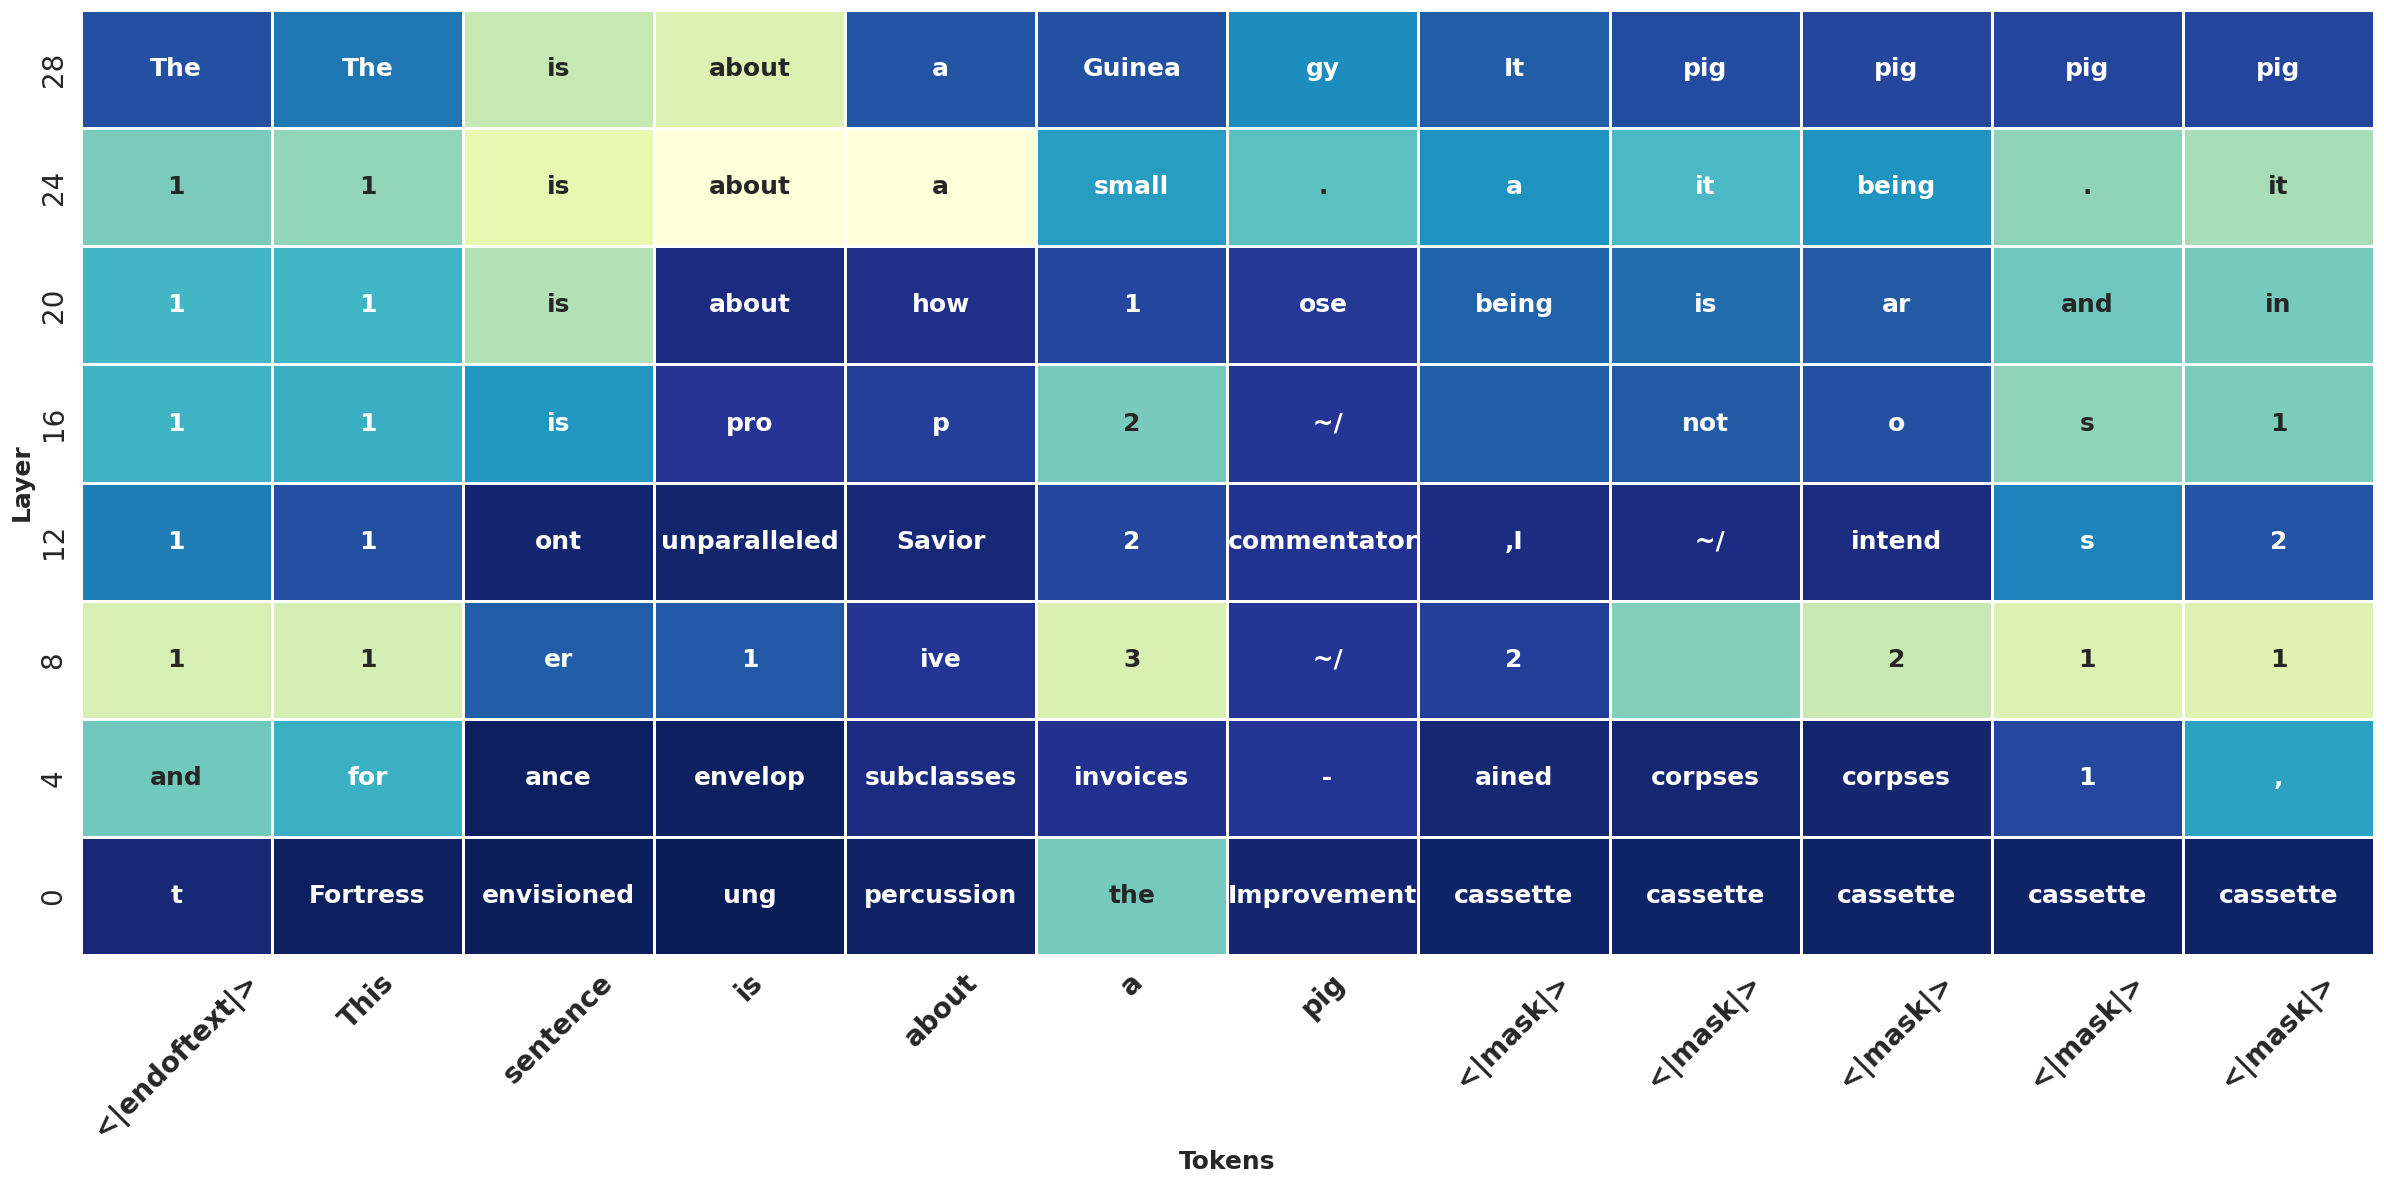 28 The The is about a Guinea gy It pig pig pig pig
24 1 1 is about a small . a it being . it
20 1 1 is about how 1 ose being is ar and in
16 1 1 is pro p 2 ~/ not o s 1
12 1 1 ont unparalleled Savior 2 commentator ,I ~/ intend s 2
8 1 1 er 1 ive 3 ~/ 2 2 1 1
4 and for ance envelop subclasses invoices - ained corpses corpses 1 ,
0 t Fortress envisioned ung percussion the Improvement cassette cassette cassette cassette cassette
Layer
<|endoftext|> This sentence is about a pig <|mask|> <|mask|> <|mask|> <|mask|> <|mask|>
Tokens